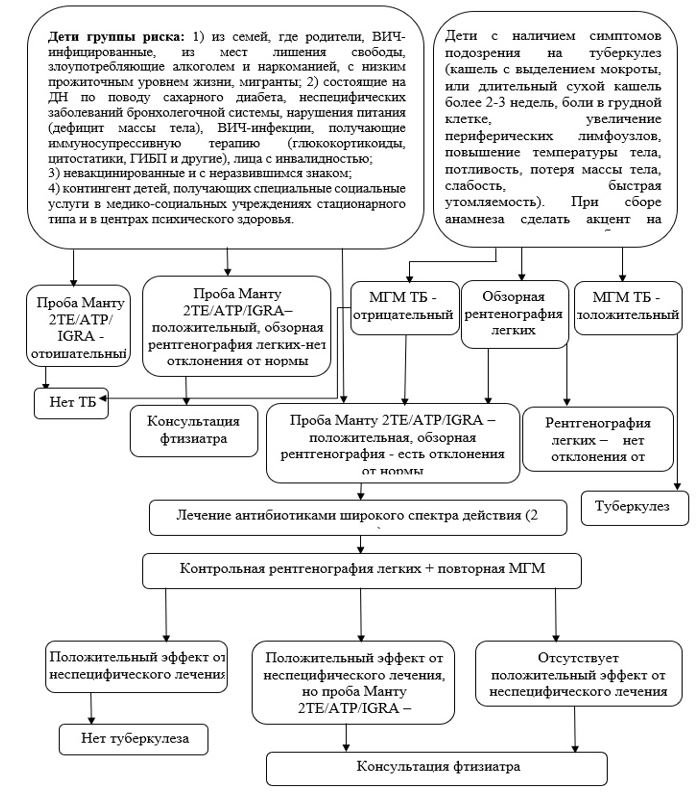 Дети группы риска: 1) из семей, где родители, ВИЧ-
инфицированные, из мест лишения свободы,
злоупотребляющие алкоголем и наркоманией, с низким
прожиточным уровнем жизни, мигранты; 2) состоящие на
ДН по поводу сахарного диабета, неспецифических
заболеваний бронхолегочной системы, нарушения питания
(дефицит массы тела), ВИЧ-инфекции, получающие
иммуносупрессивную терапию (глюкокортикоиды,
цитостатики, ГИБП и другие), лица с инвалидностью;
3) невакцинированные и с неразвившимся знаком;
4) контингент детей, получающих специальные социальные
услуги в медико-социальных учреждениях стационарного
типа и в центрах психического здоровья.
Дети с наличием симптомов
подозрения на туберкулез
(кашель с выделением мокроты,
или длительный сухой кашель
более 2-3 недель, боли в грудной
клетке, увеличение
периферических лимфоузлов,
повышение температуры тела,
потливость, потеря массы тела,
слабость, быстрая
утомляемость). При сборе
анамнеза сделать акцент на
Проба Манту
2ТЕ/АТР/
IGRA -
отрицательный
Проба Манту
2ТЕ/АТР/IGRA–
положительный, обзорная
рентгенография легких-нет
отклонения от нормы
МГМ ТБ -
отрицательный
Обзорная
рентенография
легких
МГМ ТБ -
положительный
Нет ТБ
Консультация
фтизиатра
Проба Манту 2ТЕ/АТР/IGRA –
положительная, обзорная
рентгенография - есть отклонения
от нормы
Рентгенография
легких – нет
отклонения от
Туберкулез
Лечение антибиотиками широкого спектра действия (2
Контрольная рентгенография легких + повторная МГМ
Положительный эффект от
неспецифического лечения
Положительный эффект от
неспецифического лечения,
но проба Манту
2ТЕ/АТР/IGRA –
Отсутствует
положительный эффект от
неспецифического лечения
Нет туберкулеза
Консультация фтизиатра